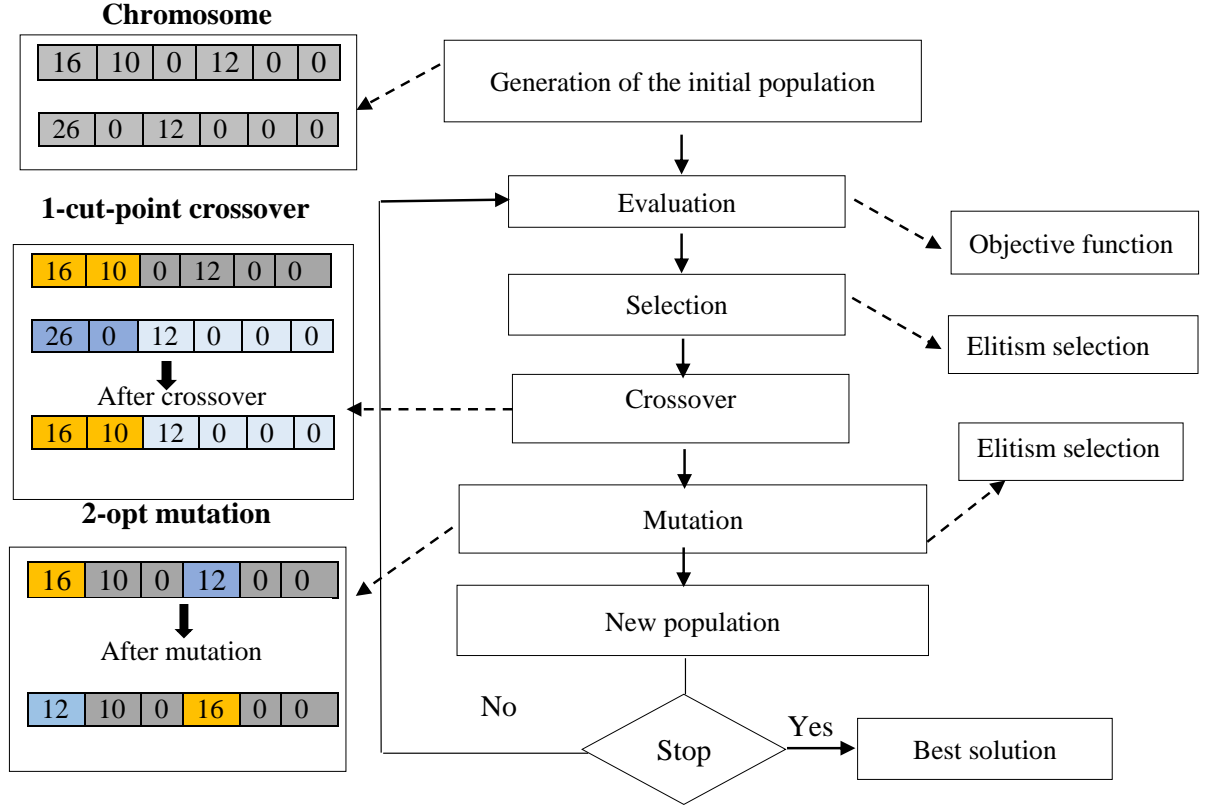 Chromosome
16 10 0 12 0 0
26 0 12 0 0 0
1-cut-point crossover
16 10 0 12 0 0
26 0 12 0 0 0
After crossover
16 10 12 0 0 0
2-opt mutation
16 10 0 12 0 0
After mutation
12 10 0 16 0 0
Generation of the initial population
Evaluation
Objective function
Selection
Elitism selection
Crossover
Elitism selection
Mutation
New population
No
Stop
Yes
Best solution